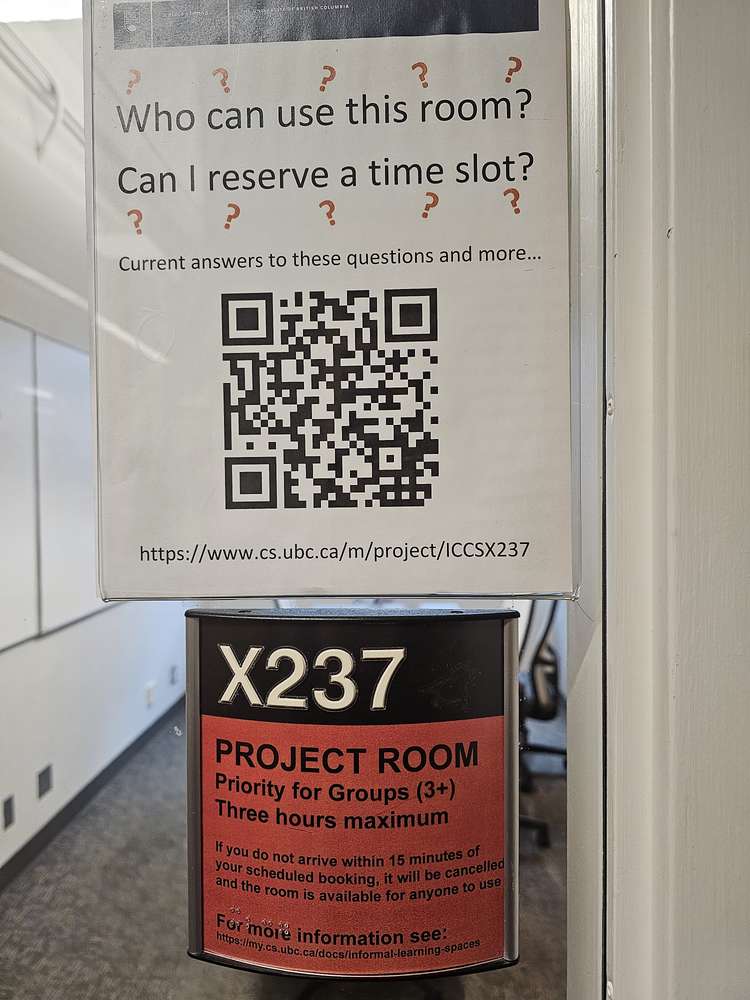 BRITISH COLUMBIA
Who can use this room?
Can I reserve a time slot?
Current answers to these questions and more...
https://www.cs.ubc.ca/m/project/ICCSX237
X237
PROJECT ROOM
Priority for Groups (3+)
Three hours maximum
If you do not arrive within 15 minutes of
your scheduled booking, it will be cancelled
and the room is available for anyone to use
For more information see:
https://my.cs.ubc.ca/docs/informal-learning-spaces